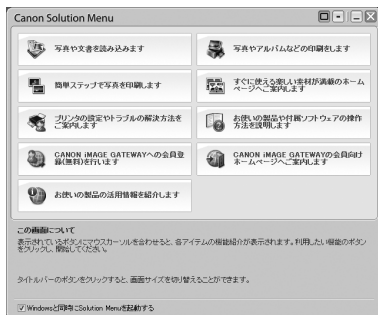 Canon Solution Menu
写真や文書を読み込みます
写真やアルバムなどの印刷をします
簡単ステップで写真を印刷します
すぐに使える楽しい素材が満載のホーム
ページへご案内します
プリンタの設定やトラブルの解決方法を
ご案内します
お使いの製品や付属ソフトウェアの操作
方法を説明します
CANON iMAGE GATEWAYへの会員登
録(無料)を行います
CANON iMAGE GATEWAYの会員向け
ホームページへご案内します
お使いの製品の活用情報を紹介します
この画面について
表示されているボタンにマウスカーソルを合わせると、各アイテムの機能紹介が表示されます。利用したい機能のボタン
をクリックし、開始してください。
タイトルバーのボタンをクリックすると、画面サイズを切り替えることができます。
Windowsと同時にSolution Menuを起動する